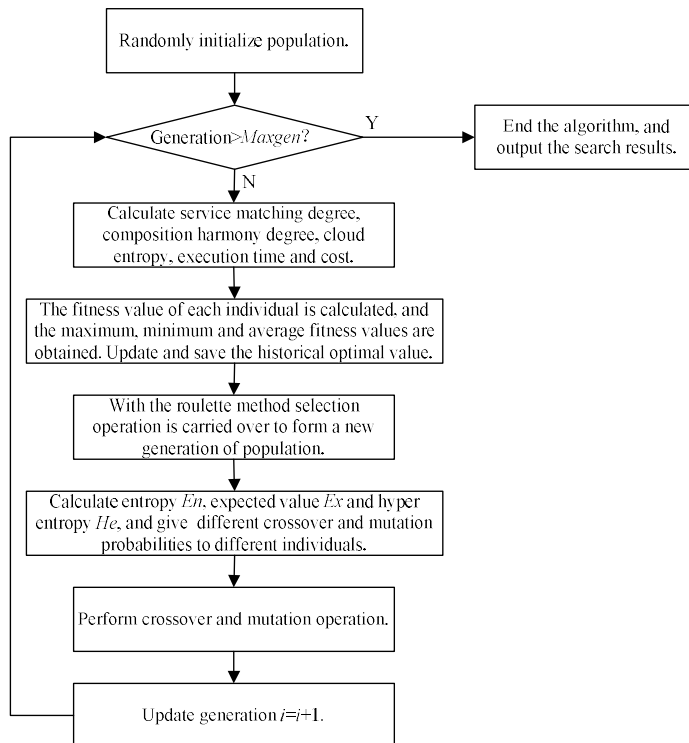 Randomly initialize population.
Generation>Maxgen?
Y
End the algorithm, and
output the search results.
N
Calculate service matching degree,
composition harmony degree, cloud
entropy, execution time and cost.
The fitness value of each individual is calculated, and
the maximum, minimum and average fitness values are
obtained. Update and save the historical optimal value.
With the roulette method selection
operation is carried over to form a new
generation of population.
Calculate entropy En, expected value Ex and hyper
entropy He, and give different crossover and mutation
probabilities to different individuals.
Perform crossover and mutation operation.
Update generation i=i+1.